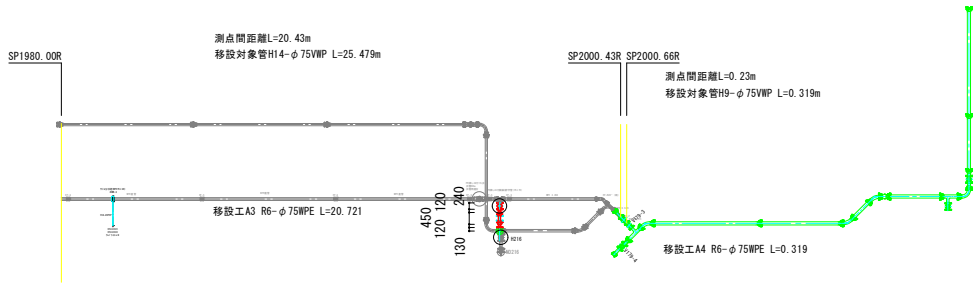 測点間距離L=20.43m
移設対象管H14-φ75VWP L=25.479m
SP1980.00R
SP2000.43R SP2000.66R
測点間距離L=0.23m
移設対象管H9-φ75VWP L=0.319m
240
120
450
120
130
移設工A3 R6-φ75WPE L=20.721
H216
移設工A4 R6-φ75WPE L=0.319